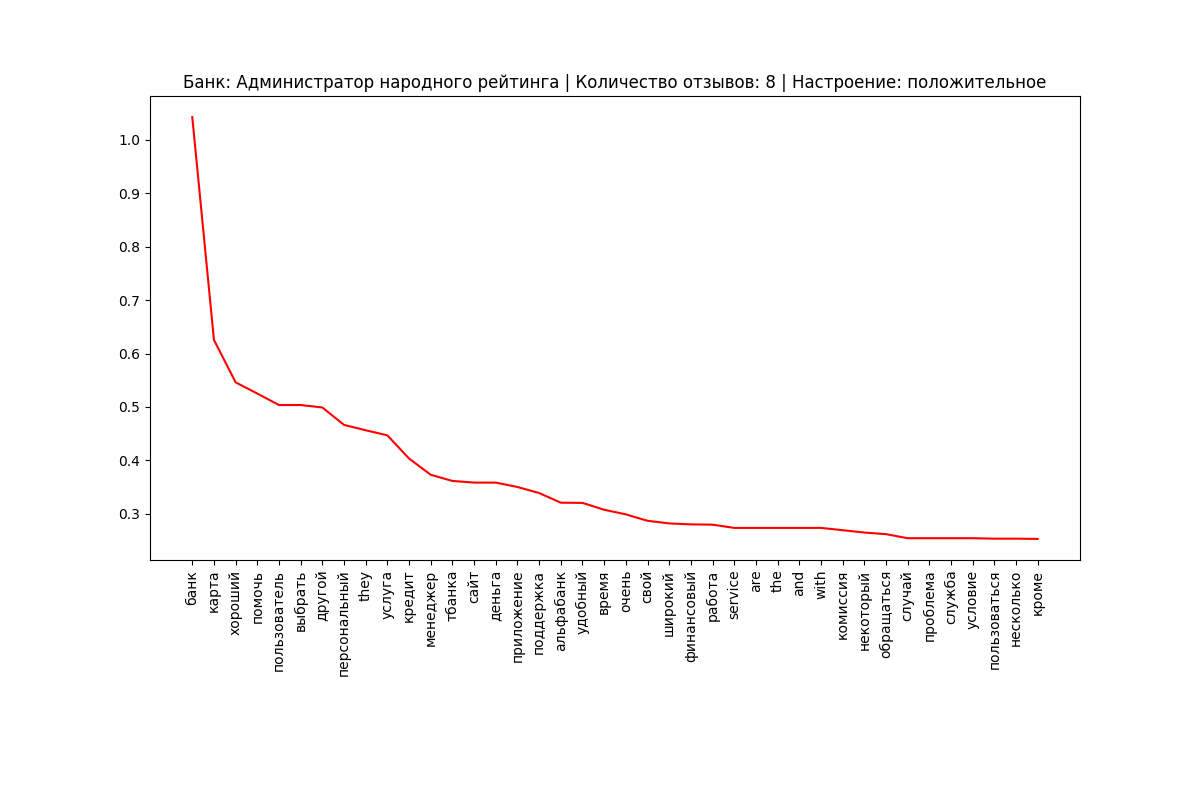 Банк: Администратор народного рейтинга | Количество отзывов: 8 | Настроение: положительное
1.0
0.9
0.8
0.7
0.6
0.5
0.4
0.3
банк
карта
хороший
помочь
пользователь
выбрать
другой
персональный
they
услуга
кредит
менеджер
тбанка
сайт
деньга
приложение
поддержка
альфабанк
удобный
время
очень
свой
широкий
финансовый
работа
service
are
the
and
with
комиссия
некоторый
обращаться
случай
проблема
служба
условие
пользоваться
несколько
кроме